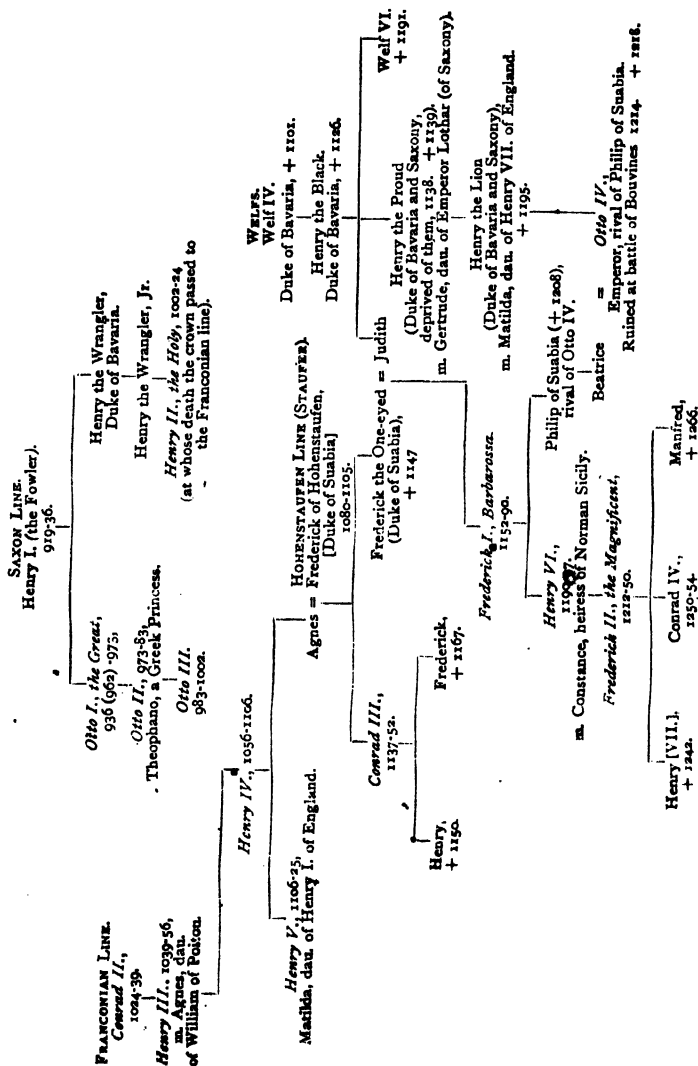 SAXON LINE.
Henry I. (the Fowler).
919-36.
Otto I., the Great,
936 (962) -973,
Otto II., 973-83,
Theophano, a Greek Princess.
Otto III.
983-1002.
Henry the Wrangler,
Duke of Bavaria.
Henry the Wrangler, Jr.
Henry II., the Holy, 1002-24
(at whose death the crown passed to
the Franconian line).
FRANCONIAN LINE.
Conrad II.,
1024-39.
Henry III., 1039-56,
m. Agnes, dau.
of William of Poiton.
Henry IV., 1056-1106.
Henry V., 1106-25,
Matilda, dau. of Henry I. of England.
HOHENSTAUFEN LINE (STAUFER).
Agnes = Frederick of Hohenstaufen,
[Duke of Suabia]
1080-1105.
Conrad III.,
1137-52.
Henry,
+ 1150.
Frederick,
+ 1167.
Frederick the One-eyed = Judith
(Duke of Suabia),
+ 1147
Frederick I., Barbarossa.
1152-90.
Henry VI.,
m. Constance, heiress of Norman Sicily.
Frederick II., the Magnificent,
1212-50.
Henry [VII.].
+ 1242.
Conrad IV.,
1250-54
Manfred,
+ 1266.
Philip of Suabia (+ 1208),
rival of Otto IV.
Beatrice =
WELFS.
Welf IV.
Duke of Bavaria, + 1101.
Henry the Black.
Duke of Bavaria, + 1126.
Henry the Proud
(Duke of Bavaria and Saxony,
deprived of them, 1138. + 1139).
m. Gertrude, dau. of Emperor Lothar (of Saxony).
Welf VI.
+ 1191.
Henry the Lion
(Duke of Bavaria and Saxony),
m. Matilda, dau. of Henry VII. of England.
+ 1195.
Otto IV.,
Emperor, rival of Philip of Suabia.
Ruined at battle of Bouvines 1214. + 1218.